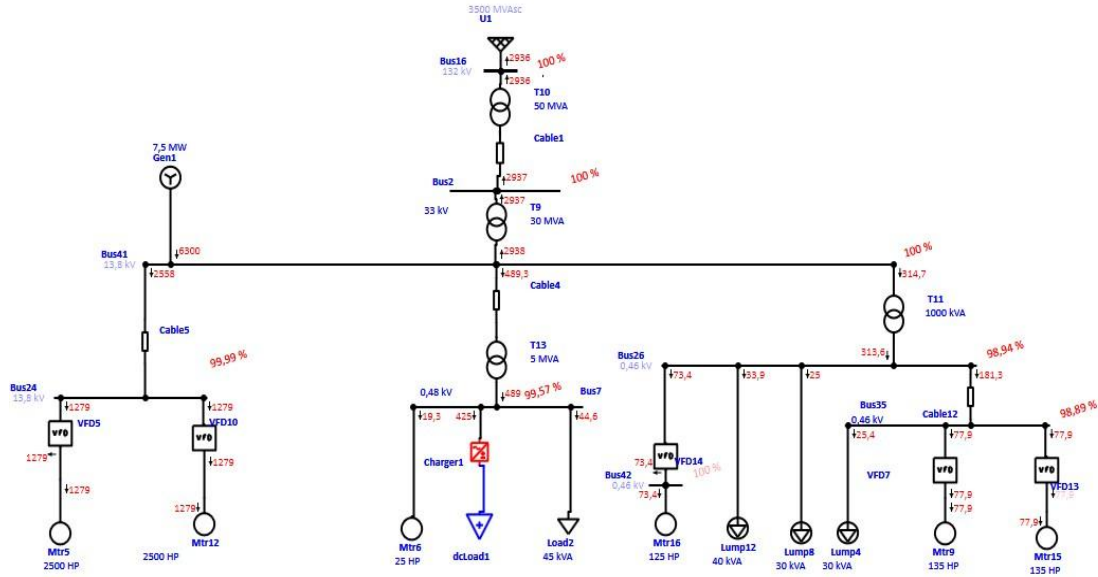 3500 MVAsc
U1
2936
100 %
Bus16
132 kV
2936
T10
50 MVA
Cable1
7,5 MW
Gen1
2937
100 %
Bus2
2937
33 kV
T9
30 MVA
6300
2938
100 %
Bus41
13,8 kV
2558
489,3
314,7
Cable4
T11
1000 kVA
Cable5
T13
5 MVA
99,99 %
313,6
98,94 %
Bus26
0,46 kV
73,4
33,9
25
181,3
Bus24
13,8 kV
0,48 kV
489
99,57 %
Bus7
Bus35
0,46 kV
Cable12
98,89 %
1279
1279
19,3
425
44,6
25,4
77,9
77,9
VFD5
VFD10
vfD
vfD
1279
1279
Charger1
73,4
vfD
VFD14
Bus42
0,46 kV
100 %
VFD7
vfD
vfD
VFD13
77,9
77,9
1279
73,4
77,9
1279
77,9
Mtr5
2500 HP
Mtr12
2500 HP
Mtr6
25 HP
dcLoad1
Load2
45 kVA
Mtr16
125 HP
Lump12
40 kVA
Lump8
30 kVA
Lump4
30 kVA
Mtr9
135 HP
Mtr15
135 HP